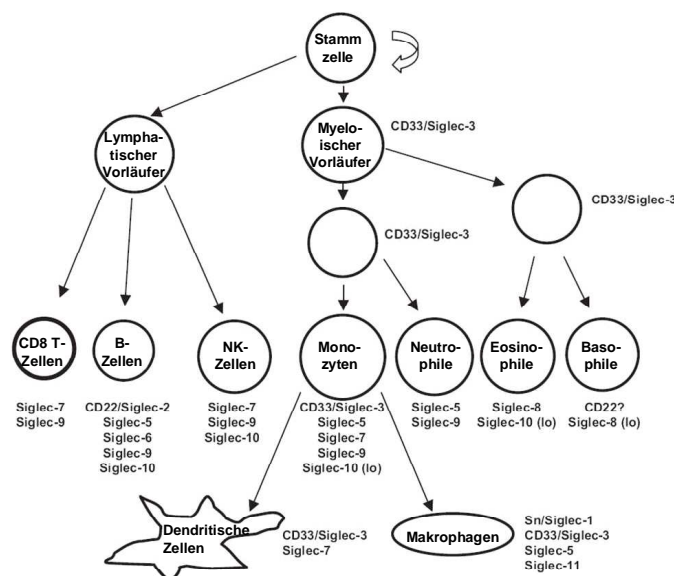 Stamm
zelle
Myelo-
ischer
Vorläufer
CD33/Siglec-3
Lympha-
tischer
Vorläufer
CD33/Siglec-3
CD33/Siglec-3
CD8 T-
Zellen
B-
Zellen
NK-
Zellen
Mono-
zyten
Neutro-
phile
Eosino-
phile
Baso-
phile
Siglec-7
Siglec-9
CD22/Siglec-2
Siglec-5
Siglec-6
Siglec-9
Siglec-10
Siglec-7
Siglec-9
Siglec-10
CD33/Siglec-3
Siglec-5
Siglec-7
Siglec-9
Siglec-10 (lo)
Siglec-5
Siglec-9
Siglec-8
Siglec-10 (lo)
CD22?
Siglec-8 (lo)
Dendritische
Zellen
CD33/Siglec-3
Siglec-7
Makrophagen
Sn/Siglec-1
CD33/Siglec-3
Siglec-5
Siglec-11